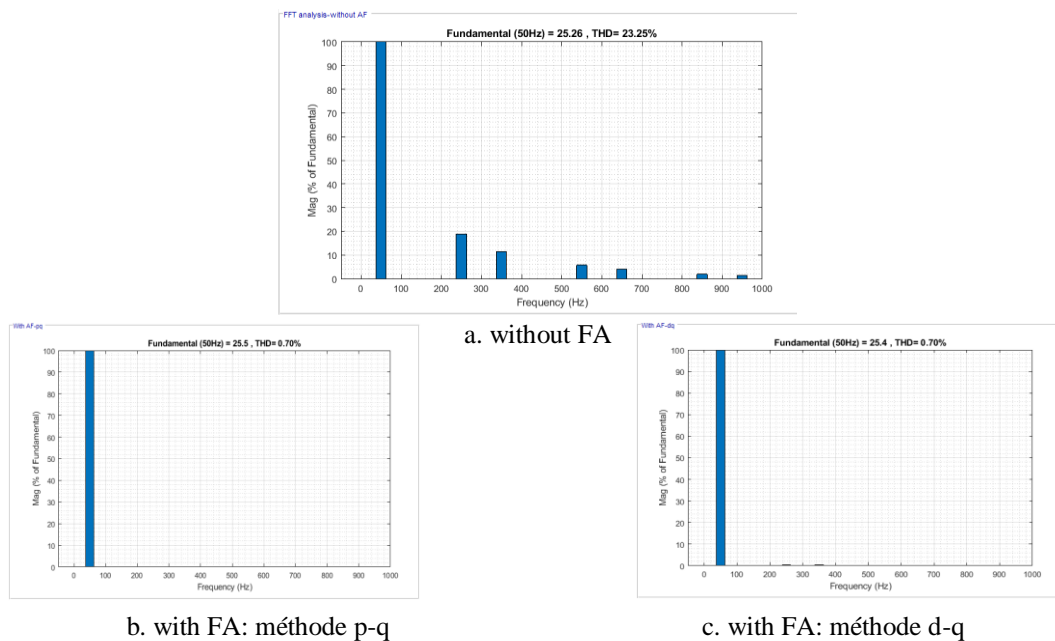 FFT analysis-without AF
Fundamental (50Hz) = 25.26 , THD= 23.25%
Mag (% of Fundamental)
100
90
80
70
60
50
40
30
20
10
0
0 100 200 300 400 500 600 700 800 900 1000
Frequency (Hz)
a. without FA
With AF-pq
Fundamental (50Hz) = 25.5 , THD= 0.70%
Mag (% of Fundamental)
100
90
80
70
60
50
40
30
20
10
0
0 100 200 300 400 500 600 700 800 900 1000
Frequency (Hz)
b. with FA: méthode p-q
With AF-dq
Fundamental (50Hz) = 25.4 , THD= 0.70%
Mag (% of Fundamental)
100
90
80
70
60
50
40
30
20
10
0
0 100 200 300 400 500 600 700 800 900 1000
Frequency (Hz)
c. with FA: méthode d-q